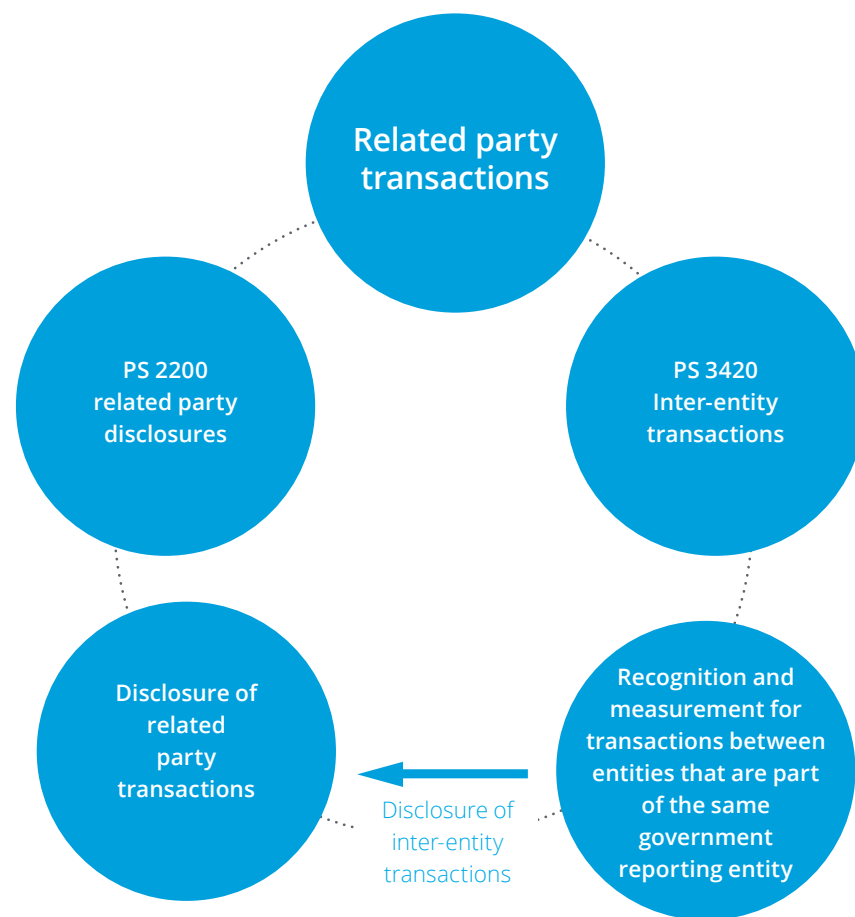 Related party
transactions
PS 2200
related party
disclosures
PS 3420
Inter-entity
transactions
Disclosure of
related
party
transactions
Recognition and
measurement for
transactions between
entities that are part
of the same
government
reporting entity
Disclosure of
inter-entity
transactions